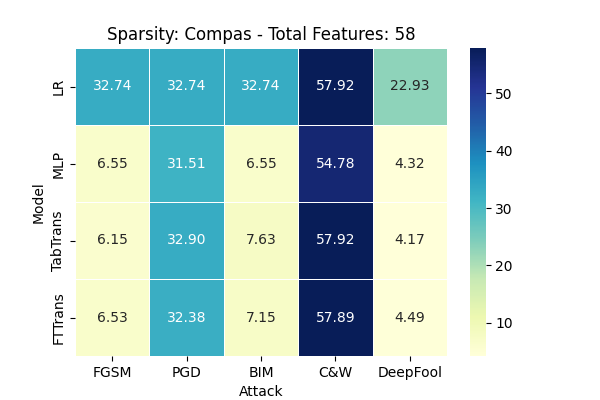 Sparsity: Compas - Total Features: 58
LR 32.74 32.74 32.74 57.92 22.93
MLP 6.55 31.51 6.55 54.78 4.32
TabTrans 6.15 32.90 7.63 57.92 4.17
FTTrans 6.53 32.38 7.15 57.89 4.49
Model
FGSM PGD BIM C&W DeepFool
Attack
50
40
30
20
10